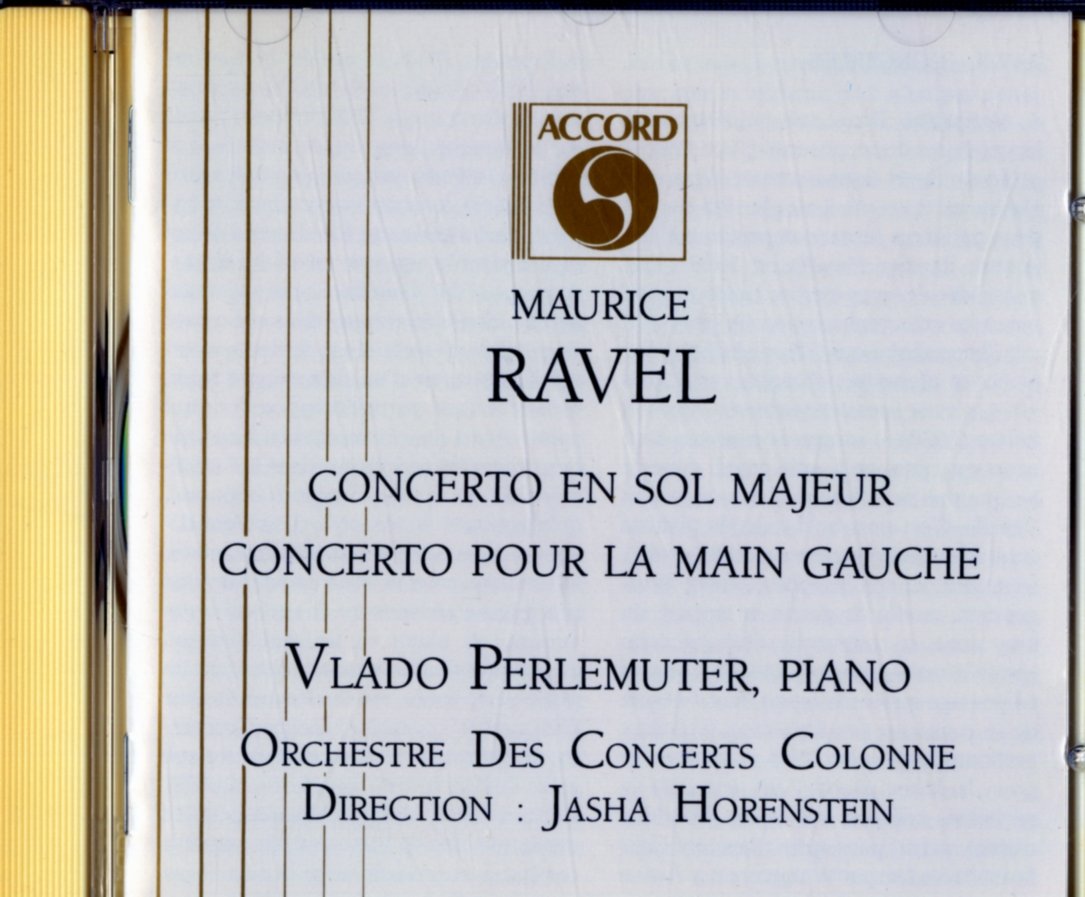 ACCORD
MAURICE
RAVEL
CONCERTO EN SOL MAJEUR
CONCERTO POUR LA MAIN GAUCHE
VLADO PERLEMUTER, PIANO
ORCHESTRE DES CONCERTS COLONNE
DIRECTION : JASHA HORENSTEIN